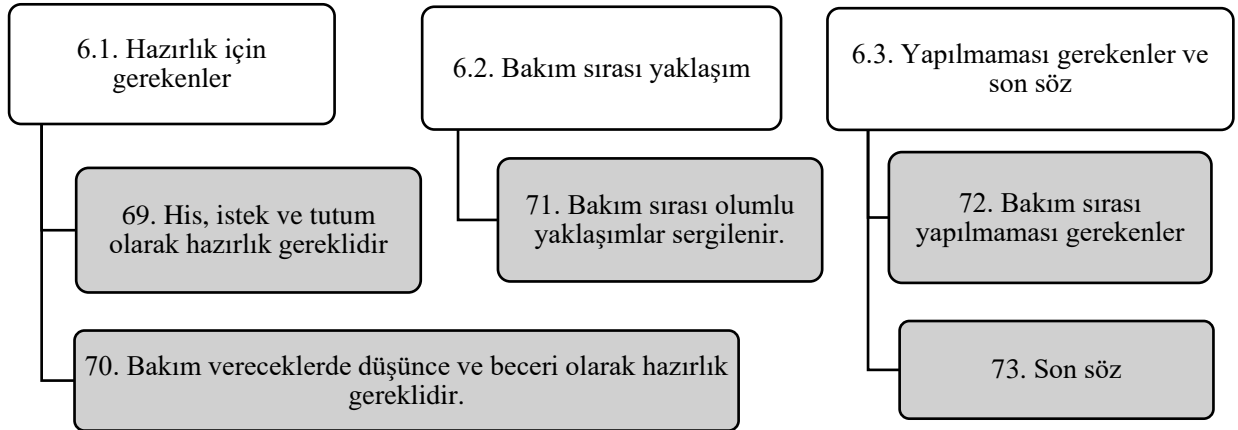 6.1. Hazırlık için
gerekenler
69. His, istek ve tutum
olarak hazırlık gereklidir
70. Bakım vereceklerde düşünce ve beceri olarak hazırlık
gereklidir.
6.2. Bakım sırası yaklaşım
71. Bakım sırası olumlu
yaklaşımlar sergilenir.
6.3. Yapılmaması gerekenler ve
son söz
72. Bakım sırası
yapılmaması gerekenler
73. Son söz